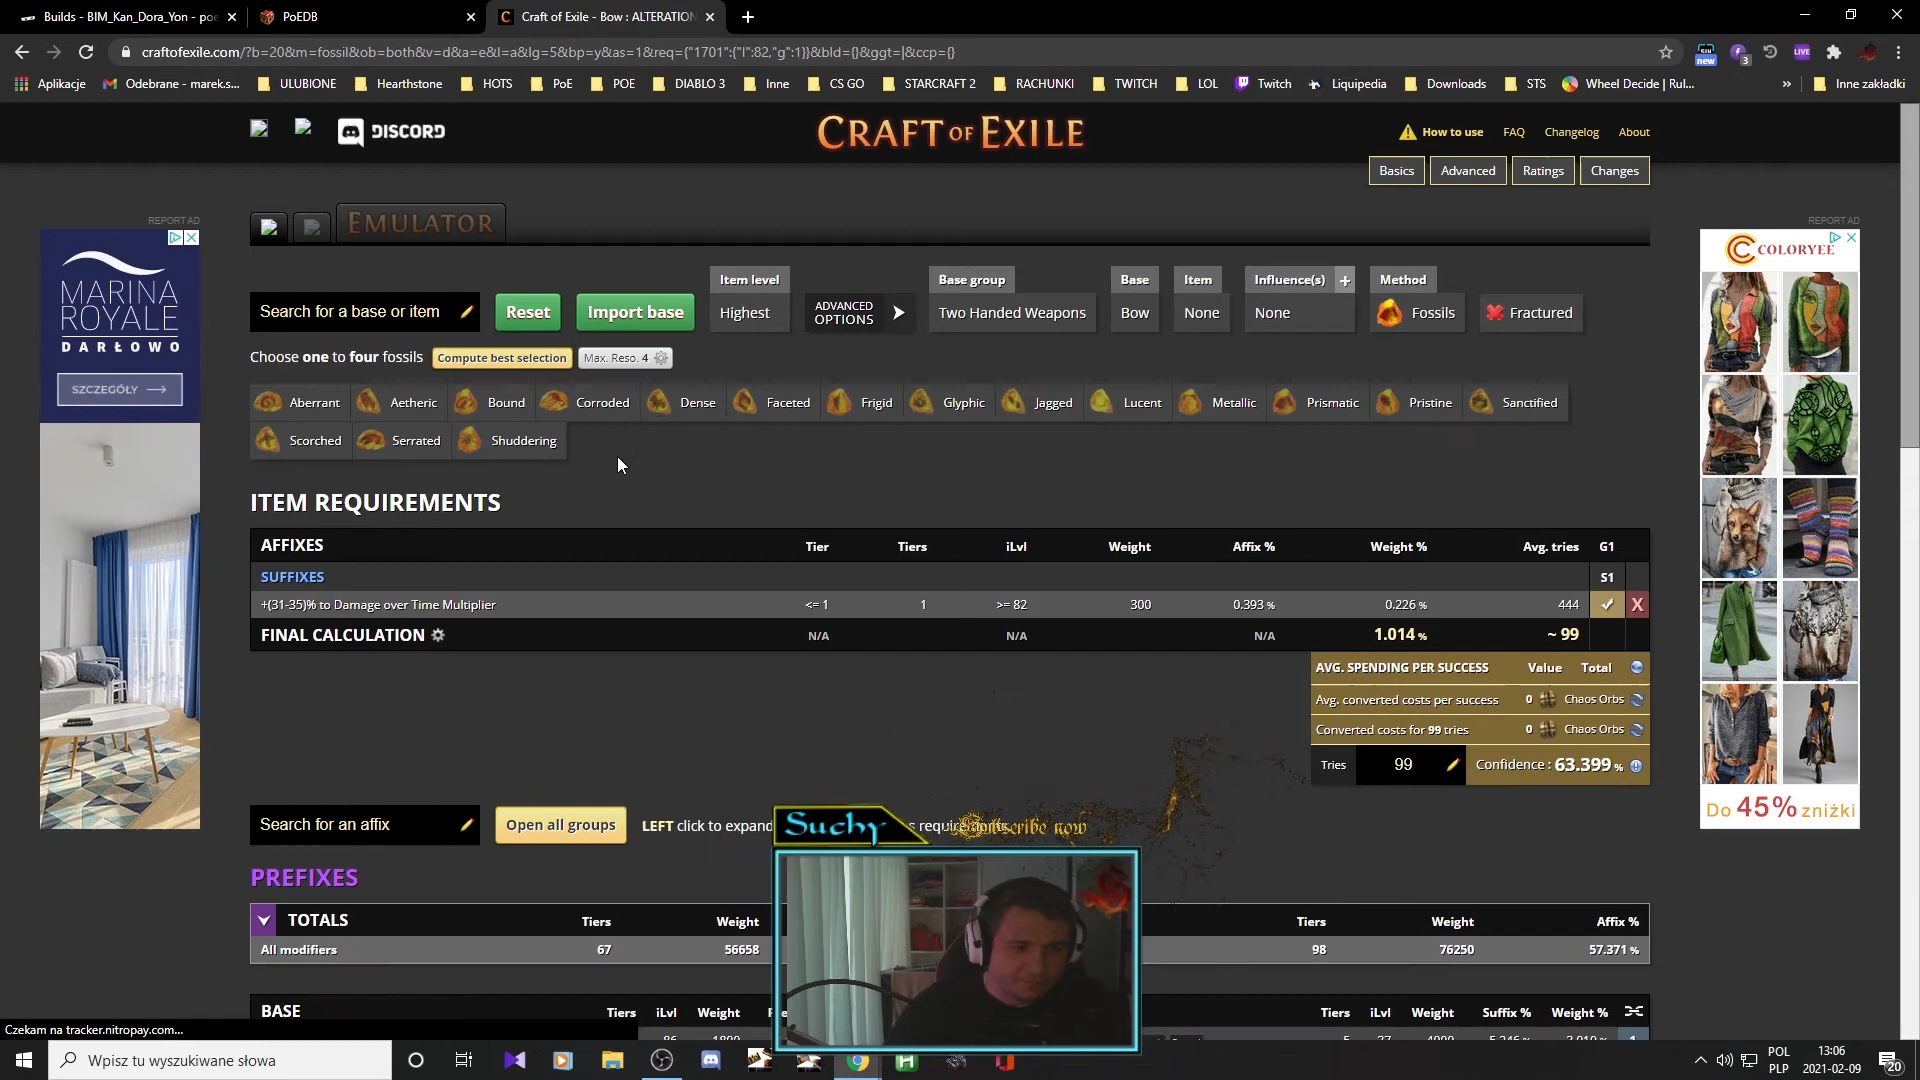 Builds - BIM_Kan_Dora_Yon - poe
PoEDB
Craft of Exile - Bow : ALTERATION
craftofexile.com/?b=20&m=fossil&ob=both&v=d&a=e&l=a&lg=5&bp=y&as=1&req={"1701":{"l":82,"g":1}}&bld={}&ggt=|&ccp={}
new
3
LIVE
Aplikacje
Odebrane - marek.s...
ULUBIONE
Hearthstone
HOTS
PoE
POE
DIABLO 3
Inne
CS GO
STARCRAFT 2
RACHUNKI
TWITCH
LOL
Twitch
Liquipedia
Downloads
STS
Wheel Decide | Rul...
»
Inne zakładki
DISCORD
CRAFT OF EXILE
How to use
FAQ
Changelog
About
Basics
Advanced
Ratings
Changes
REPORT AD
REPORT AD
EMULATOR
MARINA
ROYALE
DARŁOWO
SZCZEGÓŁY
COLORYEE
Do 45% zniżki
Item level
Base group
Base
Item
Influence(s) +
Method
Search for a base or item
Reset
Import base
Highest
ADVANCED
OPTIONS
Two Handed Weapons
Bow
None
None
Fossils
Fractured
Choose one to four fossils
Compute best selection
Max. Reso. 4
Aberrant
Aetheric
Bound
Corroded
Dense
Faceted
Frigid
Glyphic
Jagged
Lucent
Metallic
Prismatic
Pristine
Sanctified
Scorched
Serrated
Shuddering
ITEM REQUIREMENTS
AFFIXES Tier Tiers iLvl Weight Affix % Weight % Avg. tries G1
SUFFIXES S1
+(31-35)% to Damage over Time Multiplier <= 1 1 >= 82 300 0.393 % 0.226 % 444 X
FINAL CALCULATION N/A N/A N/A 1.014 % ~ 99
AVG. SPENDING PER SUCCESS Value Total
Avg. converted costs per success 0 Chaos Orbs
Converted costs for 99 tries 0 Chaos Orbs
Tries 99 Confidence : 63.399 %
Search for an affix
Open all groups
LEFT click to expand
Suchy
Subscribe now
PREFIXES
TOTALS Tiers Weight Tiers Weight Affix %
All modifiers 67 56658 98 76250 57.371 %
BASE Tiers iLvl Weight Tiers iLvl Weight Suffix % Weight %
Czekam na tracker.nitropay.com...
Wpisz tu wyszukiwane słowa
POL
PLP
13:06
2021-02-09
20